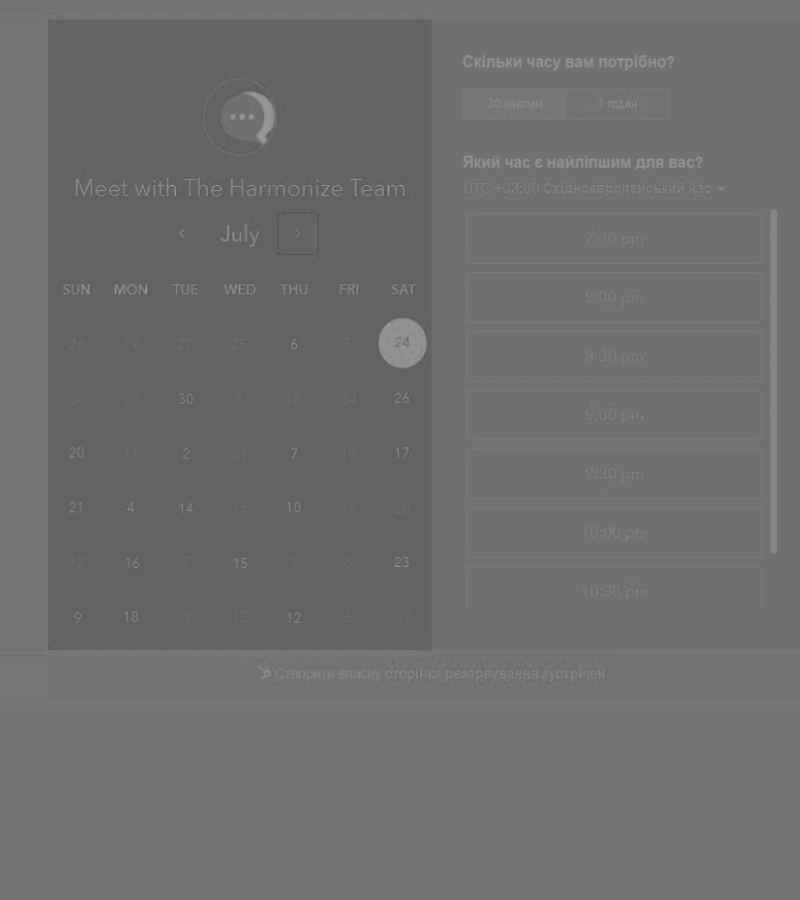 Meet with The Harmonize Team
July
SUN MON TUE WED THU FRI SAT
26 19 27 25 6 5 24
30 28 30 5 18 24 26
20 11 2 21 7 19 17
21 4 14 16 10 16 20
12 16 7 15 1 8 23
9 18 3 15 12 6 17
Скільки часу вам потрібно?
30 хвилин 1 годин
Який час є найліпшим для вас?
UTC +03:00 Східноєвропейський час
7:30 pm
8:00 pm
8:30 pm
9:00 pm
9:30 pm
10:00 pm
10:30 pm
Створити власну сторінка резервування зустрічей